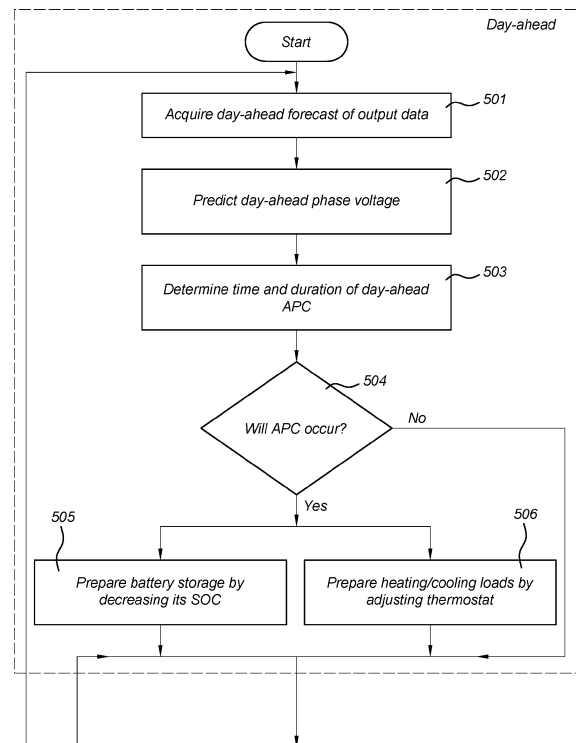 Day-ahead
Start
501
Acquire day-ahead forecast of output data
502
Predict day-ahead phase voltage
503
Determine time and duration of day-ahead
APC
504
Will APC occur?
No
Yes
505
506
Prepare battery storage by
decreasing its SOC
Prepare heating/cooling loads by
adjusting thermostat